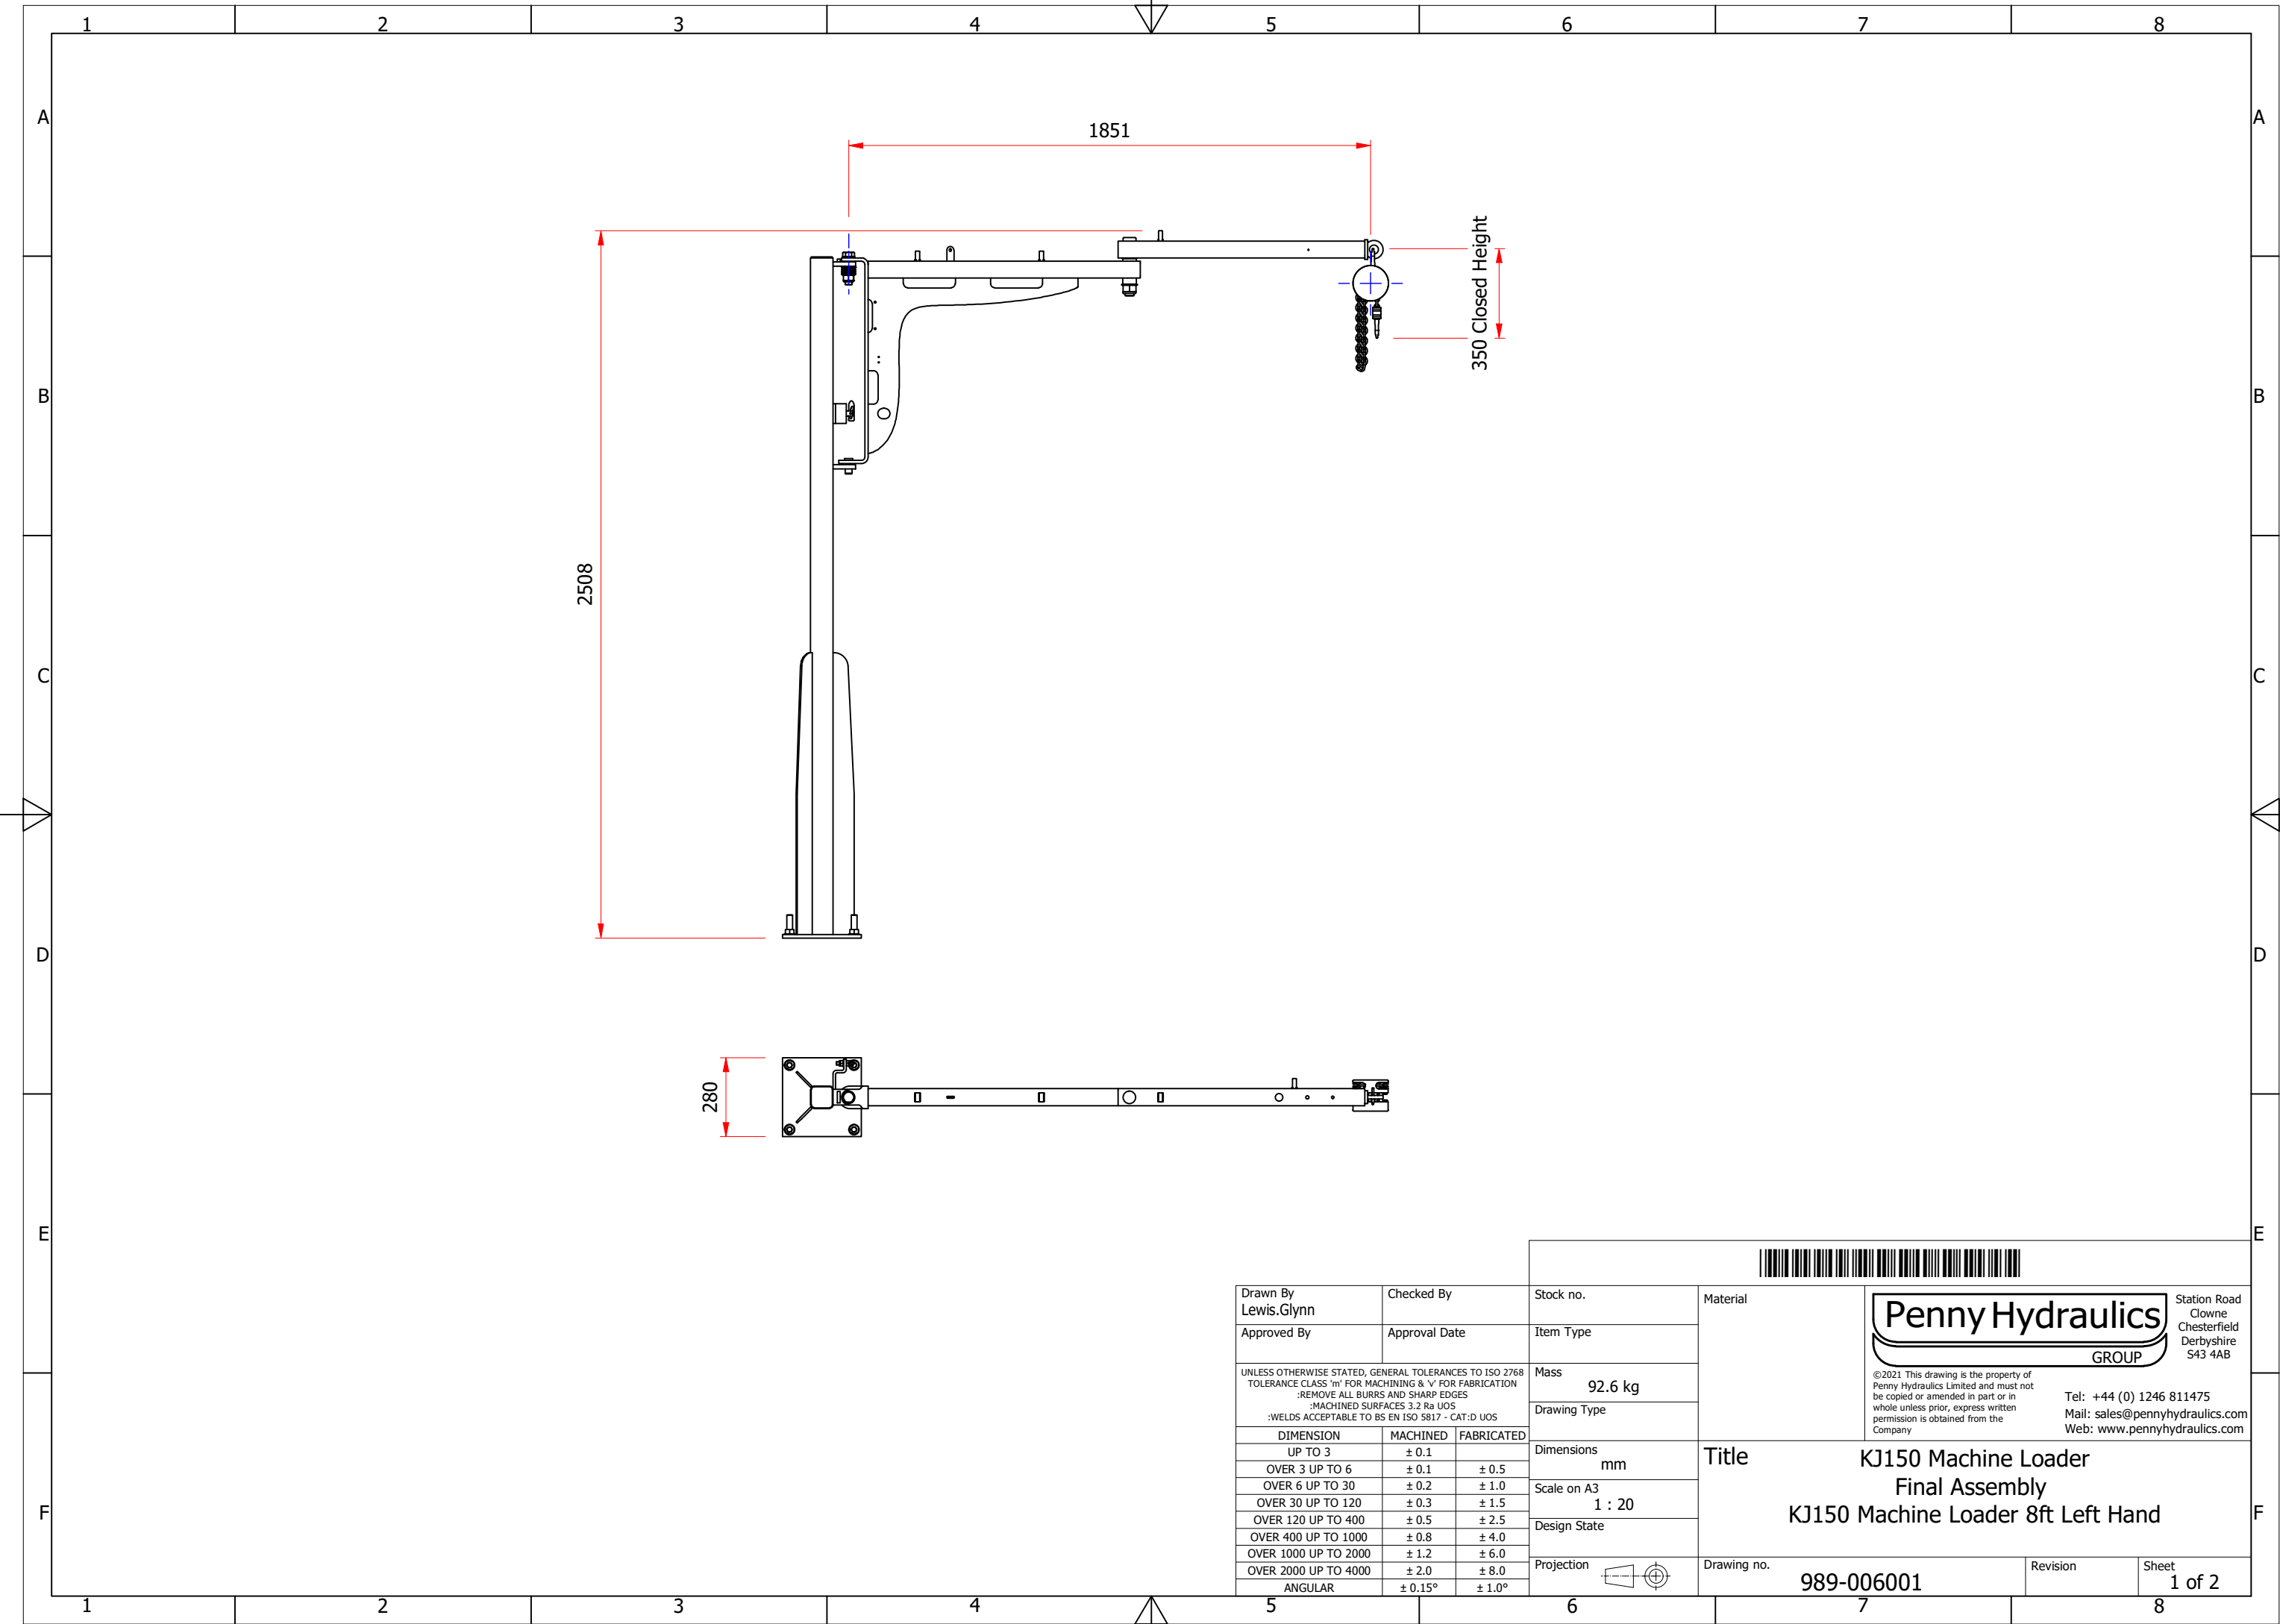 1 2 3 4 5 6 7 8
A A
1851
350 Closed Height
B B
2508
C C
D D
280
E E
Drawn By
Lewis.Glynn
Checked By
Approved By
Approval Date
UNLESS OTHERWISE STATED, GENERAL TOLERANCES TO ISO 2768
TOLERANCE CLASS 'm' FOR MACHINING & 'v' FOR FABRICATION
:REMOVE ALL BURRS AND SHARP EDGES
:MACHINED SURFACES 3.2 Ra UOS
:WELDS ACCEPTABLE TO BS EN ISO 5817 - CAT:D UOS
DIMENSION MACHINED FABRICATED
UP TO 3 ± 0.1
OVER 3 UP TO 6 ± 0.1 ± 0.5
OVER 6 UP TO 30 ± 0.2 ± 1.0
OVER 30 UP TO 120 ± 0.3 ± 1.5
OVER 120 UP TO 400 ± 0.5 ± 2.5
OVER 400 UP TO 1000 ± 0.8 ± 4.0
OVER 1000 UP TO 2000 ± 1.2 ± 6.0
OVER 2000 UP TO 4000 ± 2.0 ± 8.0
ANGULAR ± 0.15° ± 1.0°
Stock no.
Item Type
Mass
92.6 kg
Drawing Type
Dimensions
mm
Scale on A3
1 : 20
Design State
Projection
Material
Penny Hydraulics
GROUP
Station Road
Clowne
Chesterfield
Derbyshire
S43 4AB
©2021 This drawing is the property of
Penny Hydraulics Limited and must not
be copied or amended in part or in
whole unless prior, express written
permission is obtained from the
Company
Tel: +44 (0) 1246 811475
Mail: sales@pennyhydraulics.com
Web: www.pennyhydraulics.com
Title
KJ150 Machine Loader
Final Assembly
KJ150 Machine Loader 8ft Left Hand
Drawing no.
989-006001
Revision
Sheet
1 of 2
F F
1 2 3 4 5 6 7 8